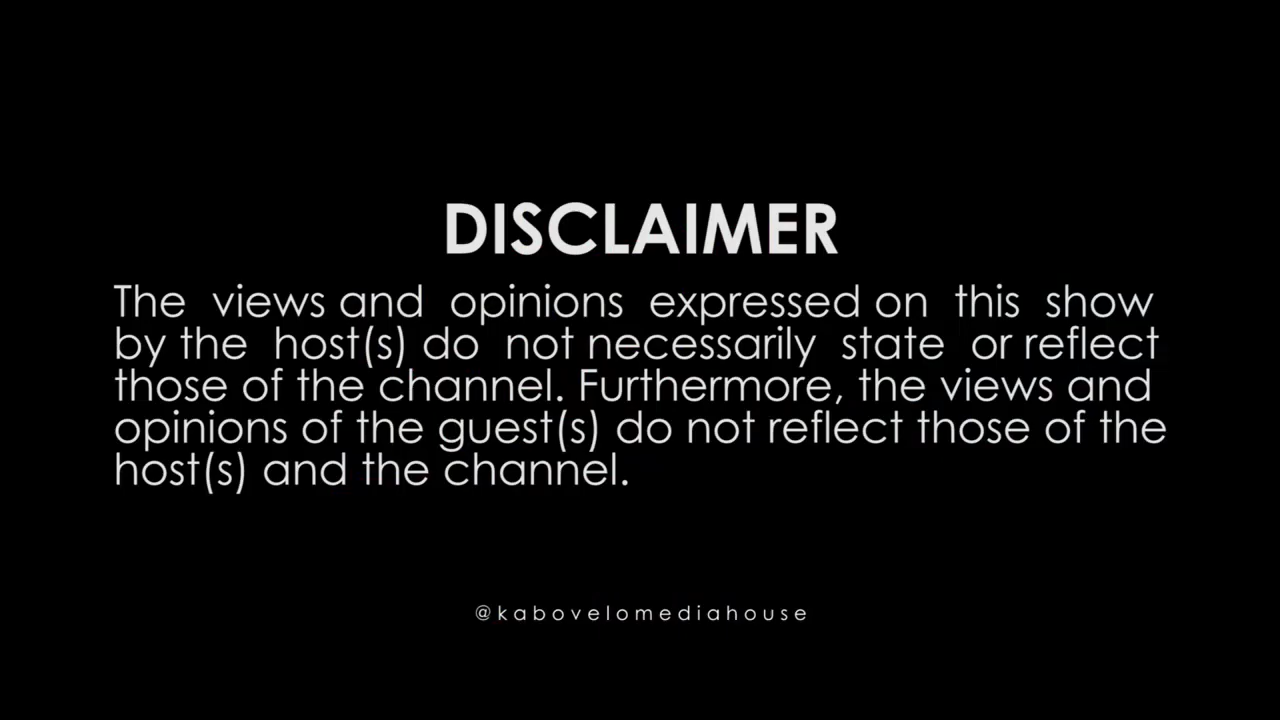 DISCLAIMER
The views and opinions expressed on this show
by the host(s) do not necessarily state or reflect
those of the channel. Furthermore, the views and
opinions of the guest(s) do not reflect those of the
host(s) and the channel.
@kabovelomediahouse